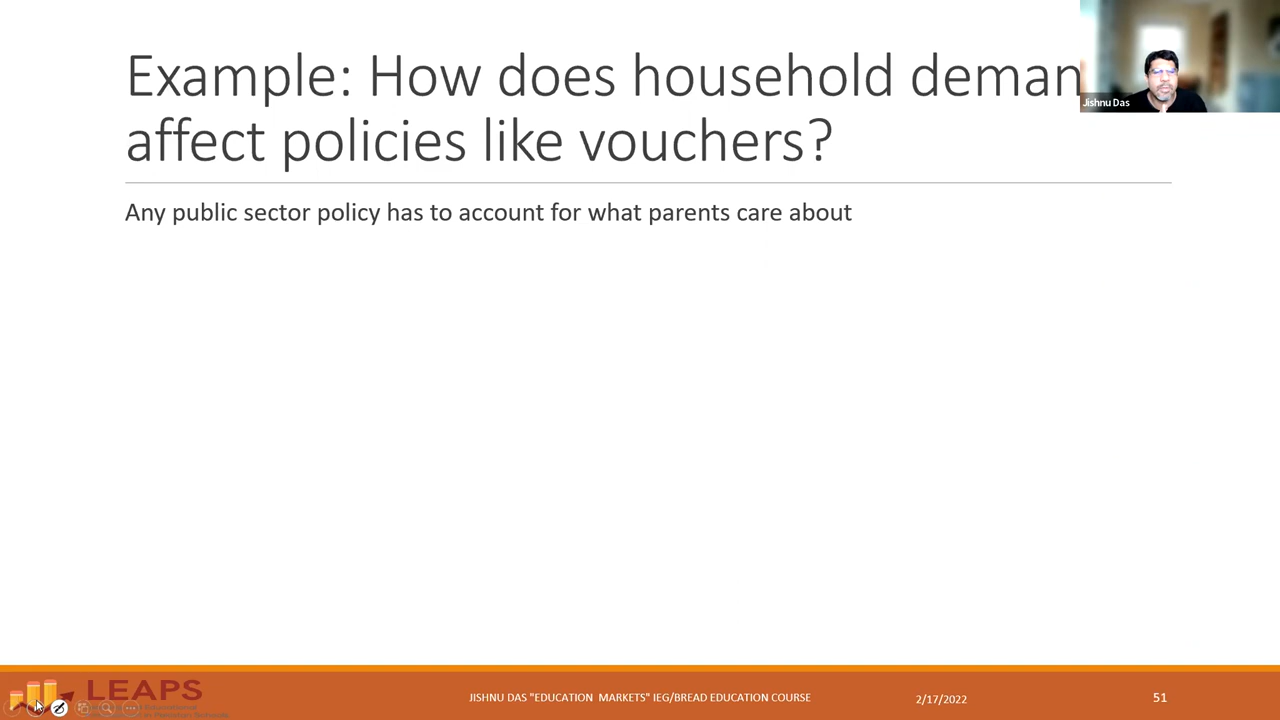 Example: How does household deman
affect policies like vouchers?
Jishnu Das
Any public sector policy has to account for what parents care about
LEAPS
JISHNU DAS "EDUCATION MARKETS" IEG/BREAD EDUCATION COURSE
2/17/2022
51